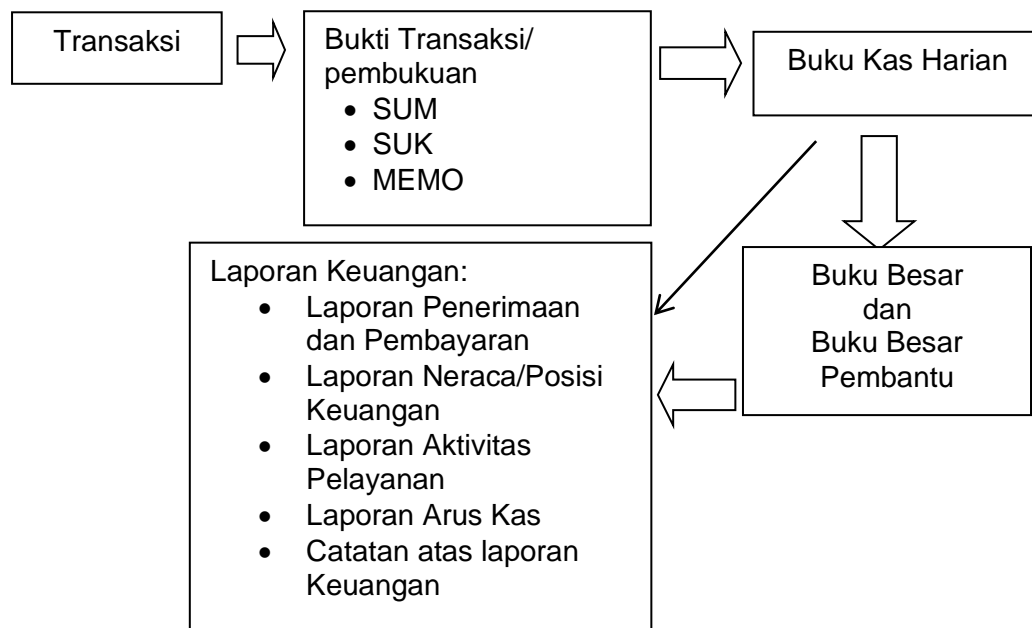 Transaksi
Bukti Transaksi/
pembukuan
• SUM
• SUK
• MEMO
Buku Kas Harian
Buku Besar
dan
Buku Besar
Pembantu
Laporan Keuangan:
• Laporan Penerimaan
dan Pembayaran
• Laporan Neraca/Posisi
Keuangan
• Laporan Aktivitas
Pelayanan
• Laporan Arus Kas
• Catatan atas laporan
Keuangan